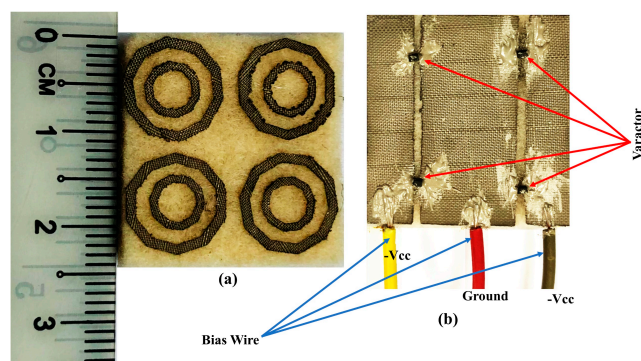 0
CM
1
2
3
(a)
Varactor
-Vcc
Ground
-Vcc
(b)
Bias Wire